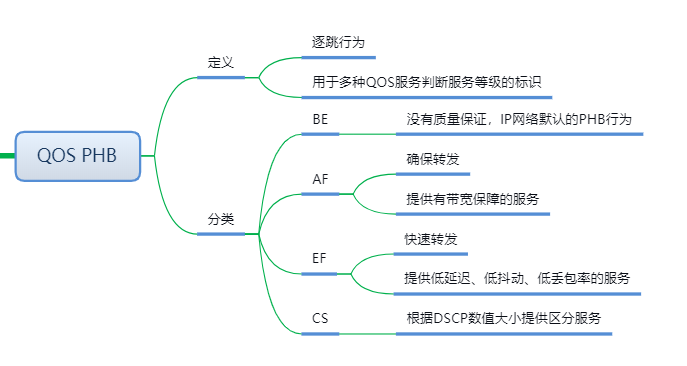 QOS PHB
定义
逐跳行为
用于多种QOS服务判断服务等级的标识
分类
BE
没有质量保证，IP网络默认的PHB行为
AF
确保转发
提供有带宽保障的服务
EF
快速转发
提供低延迟、低抖动、低丢包率的服务
CS
根据DSCP数值大小提供区分服务